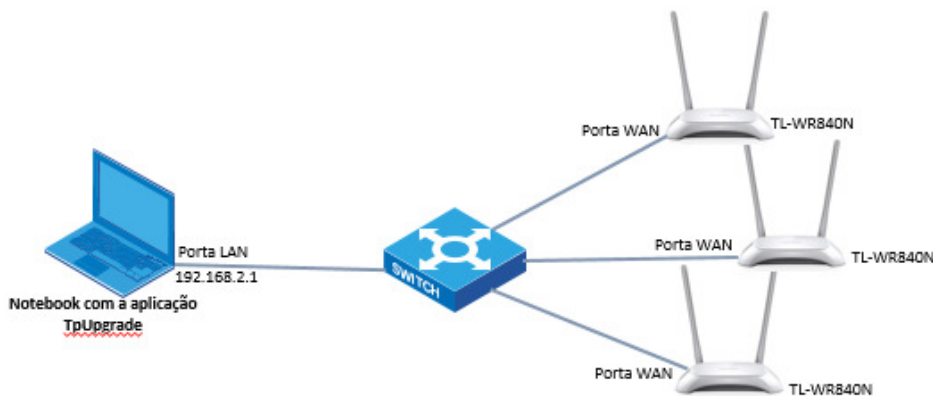 Porta WAN
TL-WR840N
Porta LAN
192.168.2.1
Porta WAN
TL-WR840N
SWITCH
Notebook com a aplicação
TpUpgrade
Porta WAN
TL-WR840N